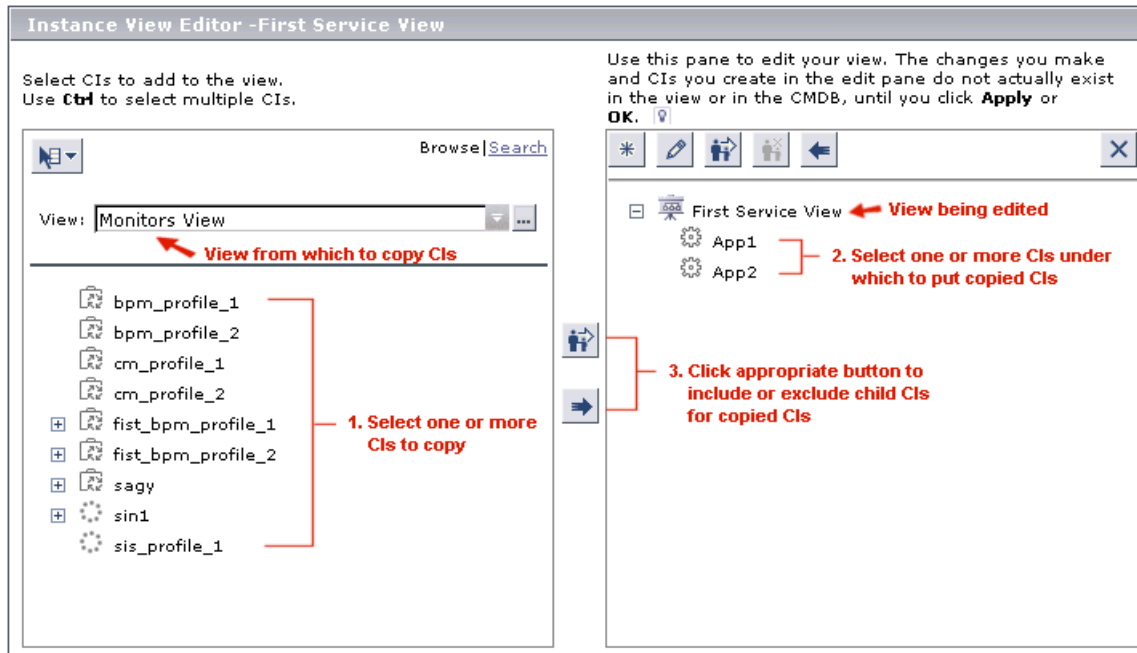 Instance View Editor -First Service View
Select CIs to add to the view.
Use Ctrl to select multiple CIs.
Use this pane to edit your view. The changes you make
and CIs you create in the edit pane do not actually exist
in the view or in the CMDB, until you click Apply or
OK.
Browse|Search
View: Monitors View
...
View from which to copy CIs
bpm_profile_1
bpm_profile_2
cm_profile_1
cm_profile_2
fist_bpm_profile_1
fist_bpm_profile_2
sagy
sin1
sis_profile_1
1. Select one or more
CIs to copy
First Service View
View being edited
App1
App2
2. Select one or more CIs under
which to put copied CIs
3. Click appropriate button to
include or exclude child CIs
for copied CIs